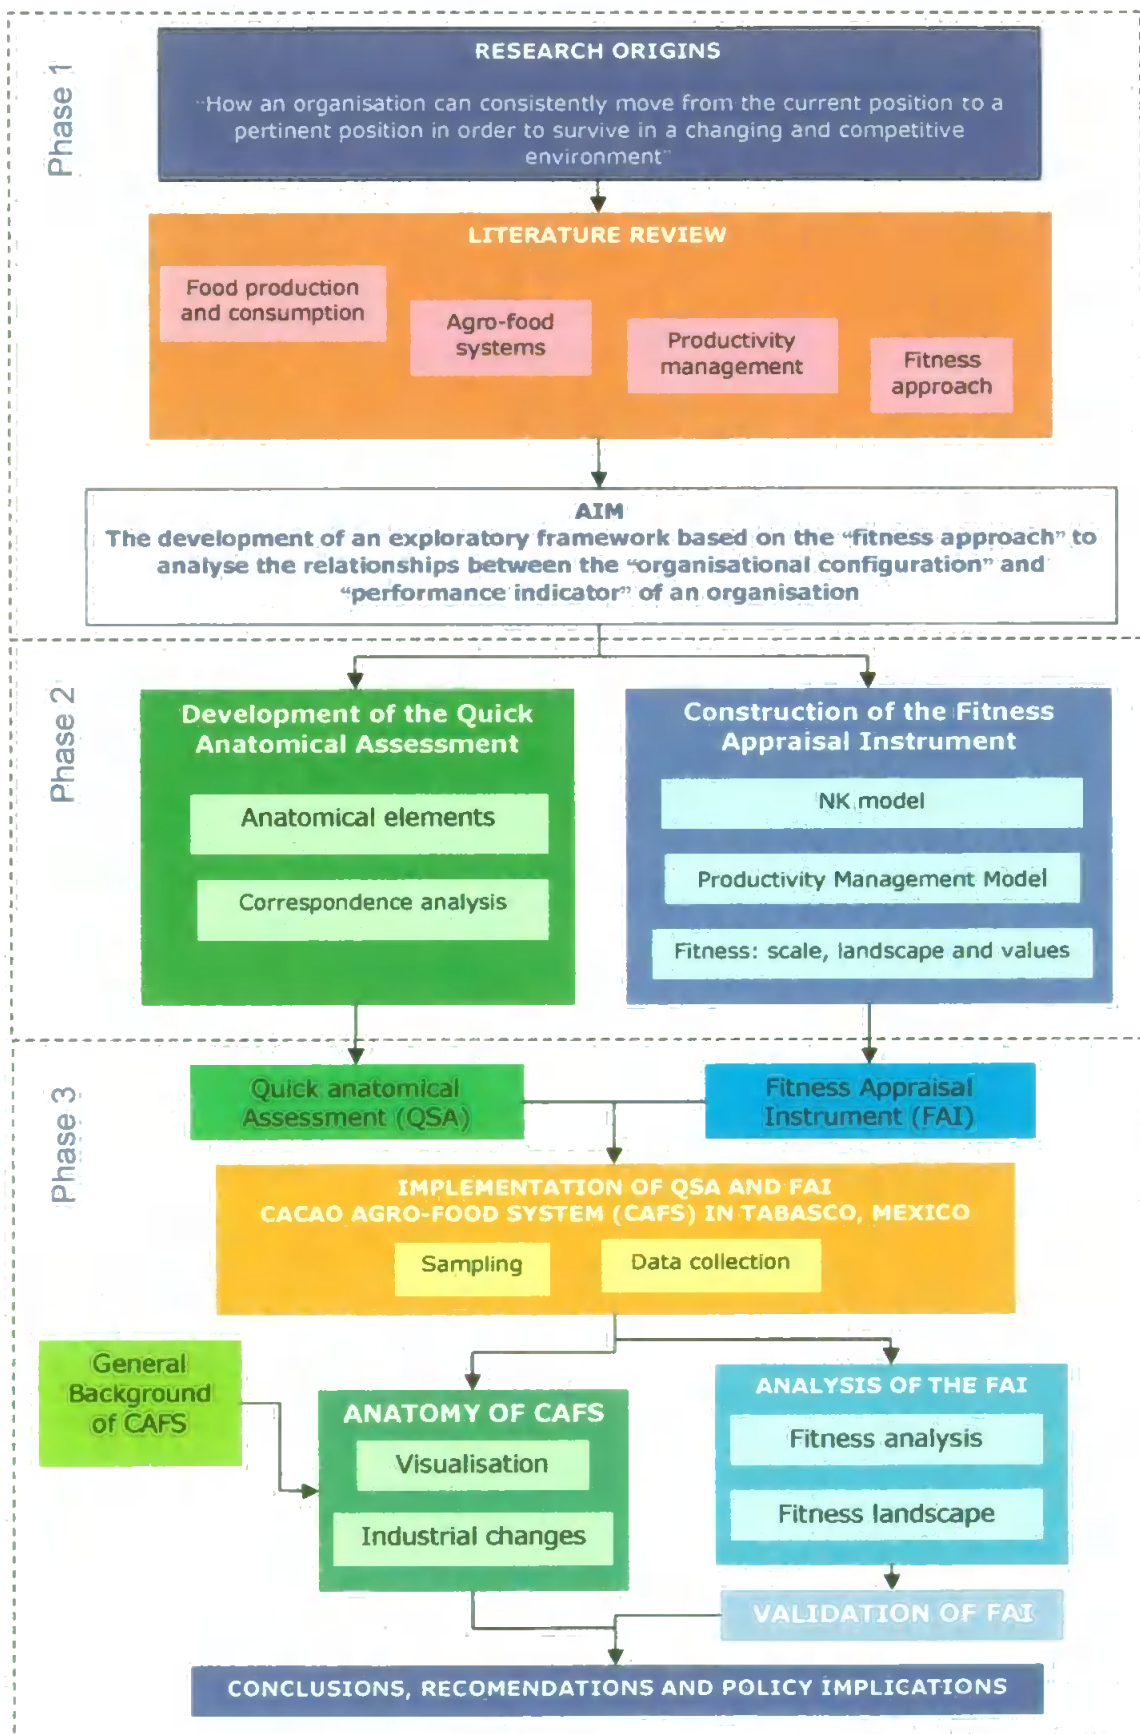 Phase 1
RESEARCH ORIGINS
"How an organisation can consistently move from the current position to a
pertinent position in order to survive in a changing and competitive
environment"
LITERATURE REVIEW
Food production
and consumption
Agro-food
systems
Productivity
management
Fitness
approach
AIM
The development of an exploratory framework based on the "fitness approach" to
analyse the relationships between the "organisational configuration" and
"performance indicator" of an organisation
Phase 2
Development of the Quick
Anatomical Assessment
Anatomical elements
Correspondence analysis
Construction of the Fitness
Appraisal Instrument
NK model
Productivity Management Model
Fitness: scale, landscape and values
Phase 3
Quick anatomical
Assessment (QSA)
Fitness Appraisal
Instrument (FAI)
IMPLEMENTATION OF QSA AND FAI
CACAO AGRO-FOOD SYSTEM (CAFS) IN TABASCO, MEXICO
Sampling
Data collection
General
Background
of CAFS
ANATOMY OF CAFS
Visualisation
Industrial changes
ANALYSIS OF THE FAI
Fitness analysis
Fitness landscape
VALIDATION OF FAI
CONCLUSIONS, RECOMENDATIONS AND POLICY IMPLICATIONS